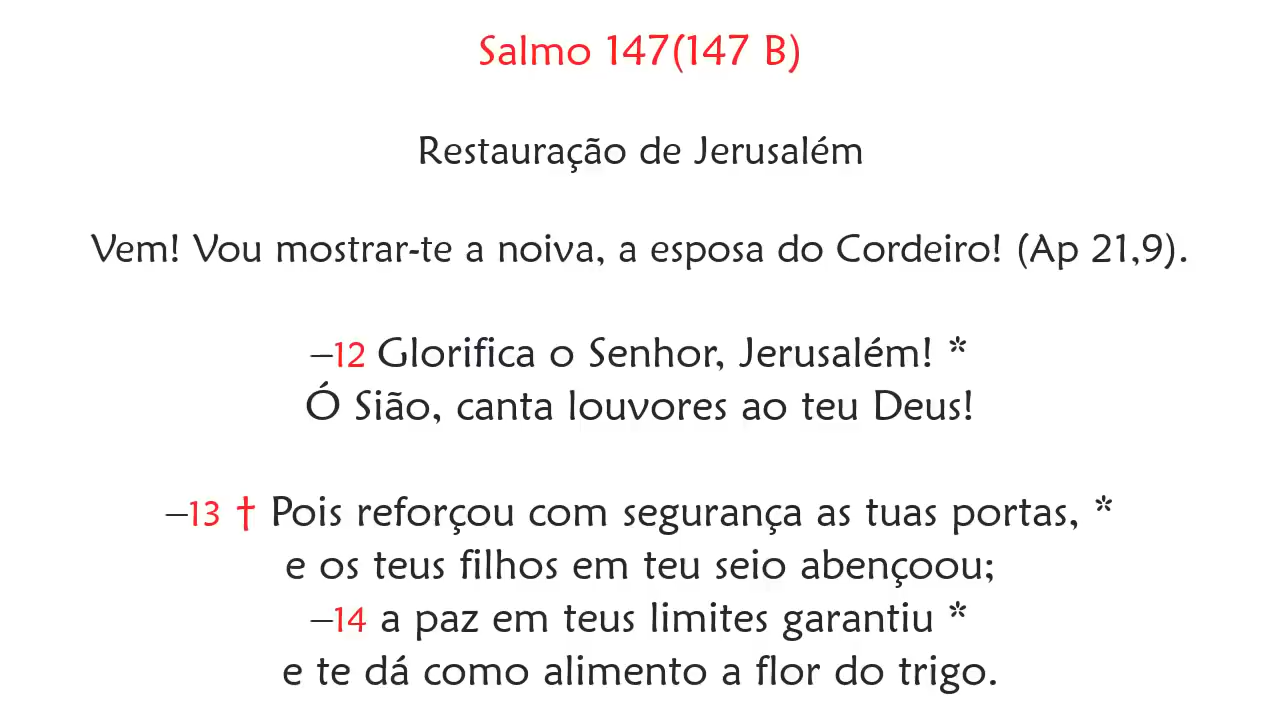 Salmo 147(147 B)
Restauração de Jerusalém
Vem! Vou mostrar-te a noiva, a esposa do Cordeiro! (Ap 21,9).
–12 Glorifica o Senhor, Jerusalém! *
Ó Sião, canta louvores ao teu Deus!
–13 † Pois reforçou com segurança as tuas portas, *
e os teus filhos em teu seio abençoou;
–14 a paz em teus limites garantiu *
e te dá como alimento a flor do trigo.